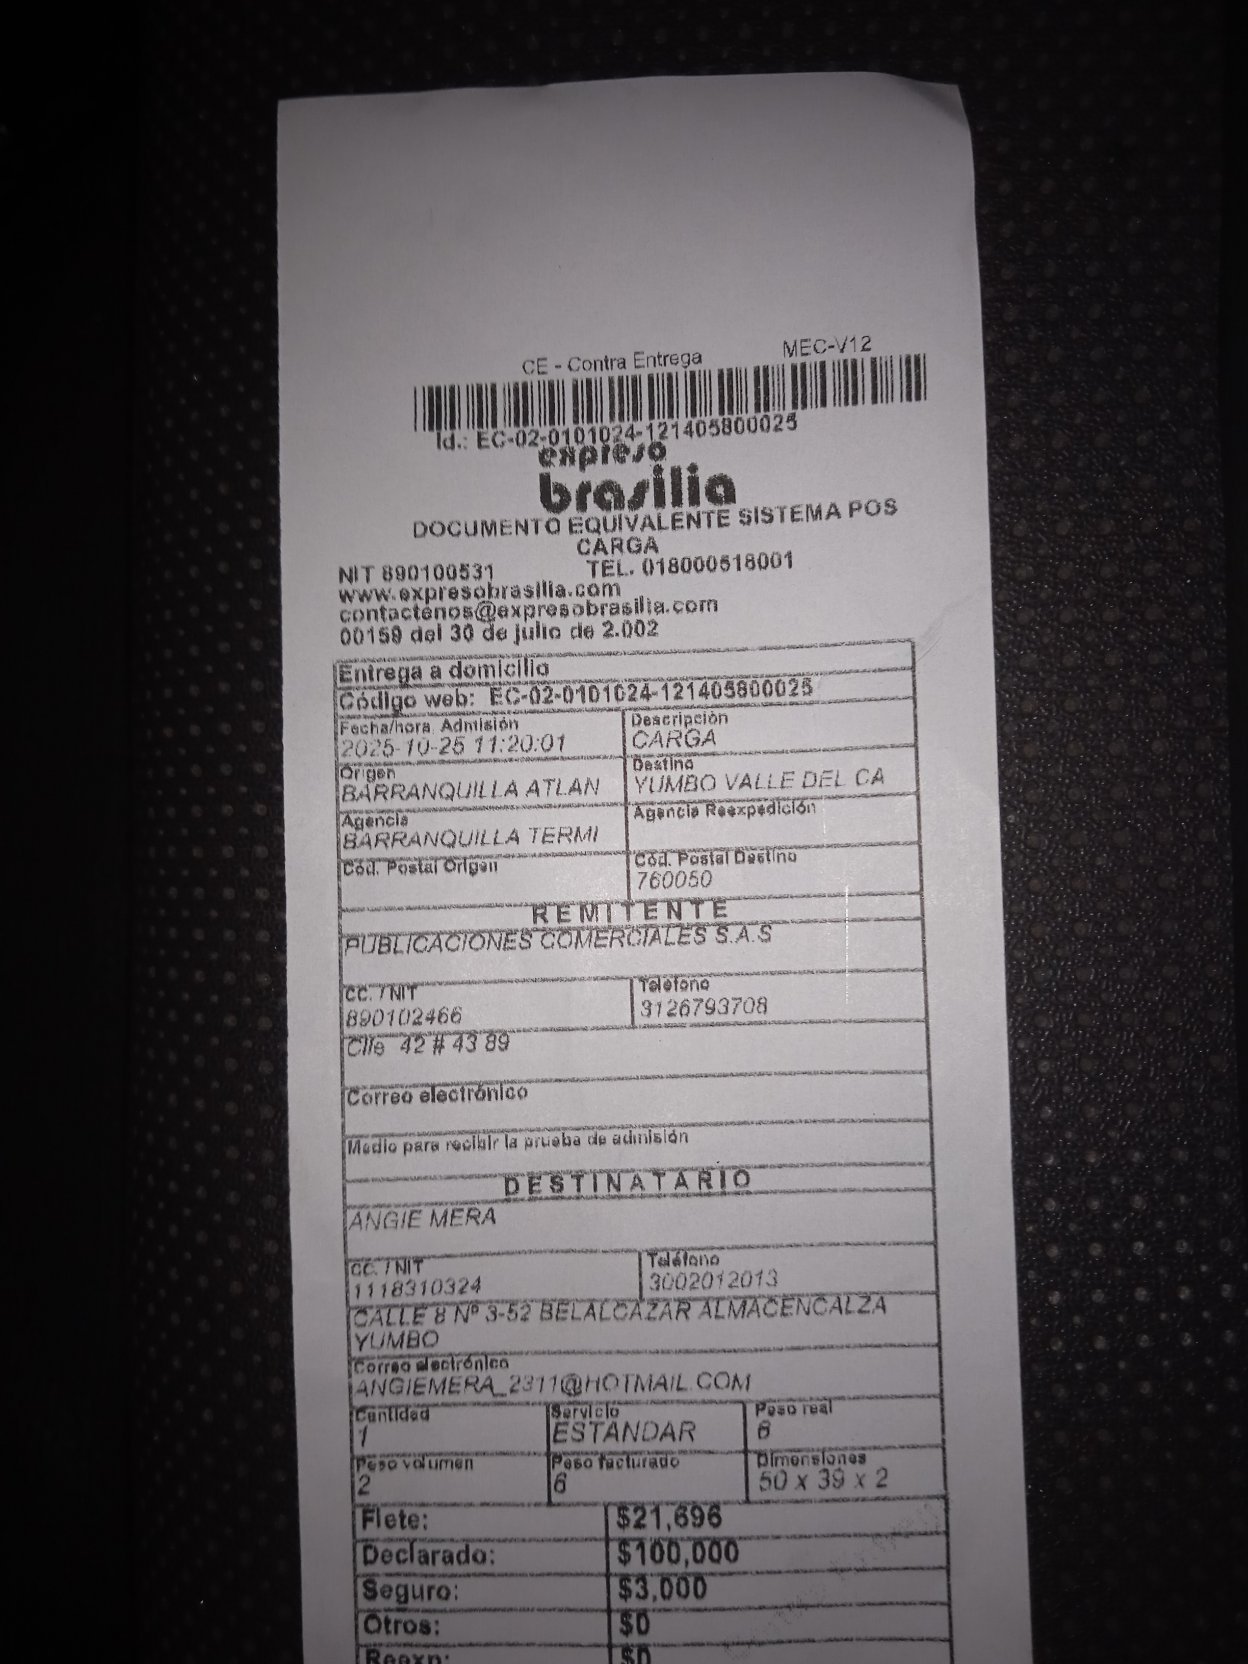 CE - Contra Entrega MEC-V12
Id.: EC-02-0101024-121405800025
expreso
brasilia
DOCUMENTO EQUIVALENTE SISTEMA POS
CARGA
NIT 890100531 TEL. 018000518001
www.expresobrasilia.com
contactenos@expresobrasilia.com
00159 del 30 de julio de 2.002
Entrega a domicilio
Código web: EC-02-0101024-121405800025
Fecha/hora Admisión Descripción
2025-10-25 11:20:01 CARGA
Origen Destino
BARRANQUILLA ATLAN YUMBO VALLE DEL CA
Agencia Agencia Reexpedición
BARRANQUILLA TERMI
Cód. Postal Origen Cód. Postal Destino
760050
REMITENTE
PUBLICACIONES COMERCIALES S.A.S
CC. / NIT Teléfono
890102466 3126793708
Clle 42 # 43 89
Correo electrónico
Medio para recibir la prueba de admisión
DESTINATARIO
ANGIE MERA
CC. / NIT Teléfono
1118310324 3002012013
CALLE 8 Nº 3-52 BELALCAZAR ALMACENCALZA
YUMBO
Correo electrónico
ANGIEMERA_2311@HOTMAIL.COM
Cantidad Servicio Peso real
1 ESTANDAR 6
Peso volumen Peso facturado Dimensiones
2 6 50 x 39 x 2
Flete: $21,696
Declarado: $100,000
Seguro: $3,000
Otros: $0
Reexp: $0